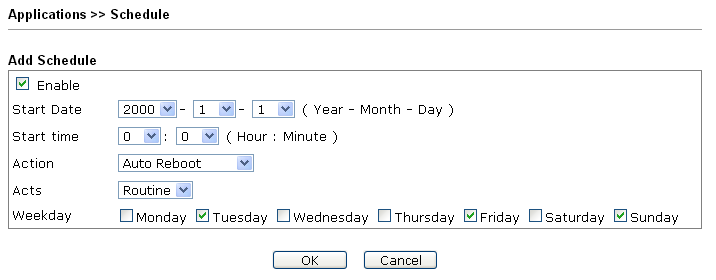 Applications >> Schedule
Add Schedule
Enable
Start Date 2000 - 1 - 1 ( Year - Month - Day )
Start time 0 : 0 ( Hour : Minute )
Action Auto Reboot
Acts Routine
Weekday Monday Tuesday Wednesday Thursday Friday Saturday Sunday
OK Cancel